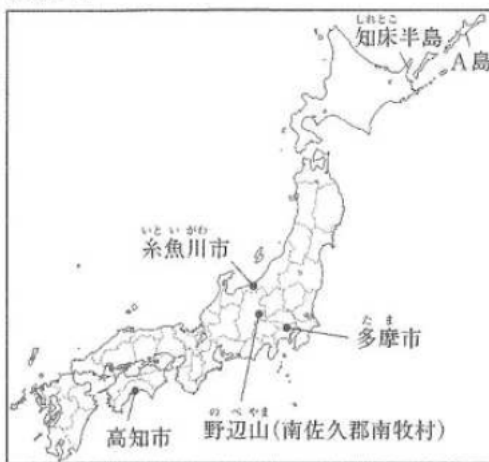 しれとこ
知床半島
A島
いといがわ
糸魚川市
たま
多摩市
のべやま
野辺山(南佐久郡南牧村)
高知市